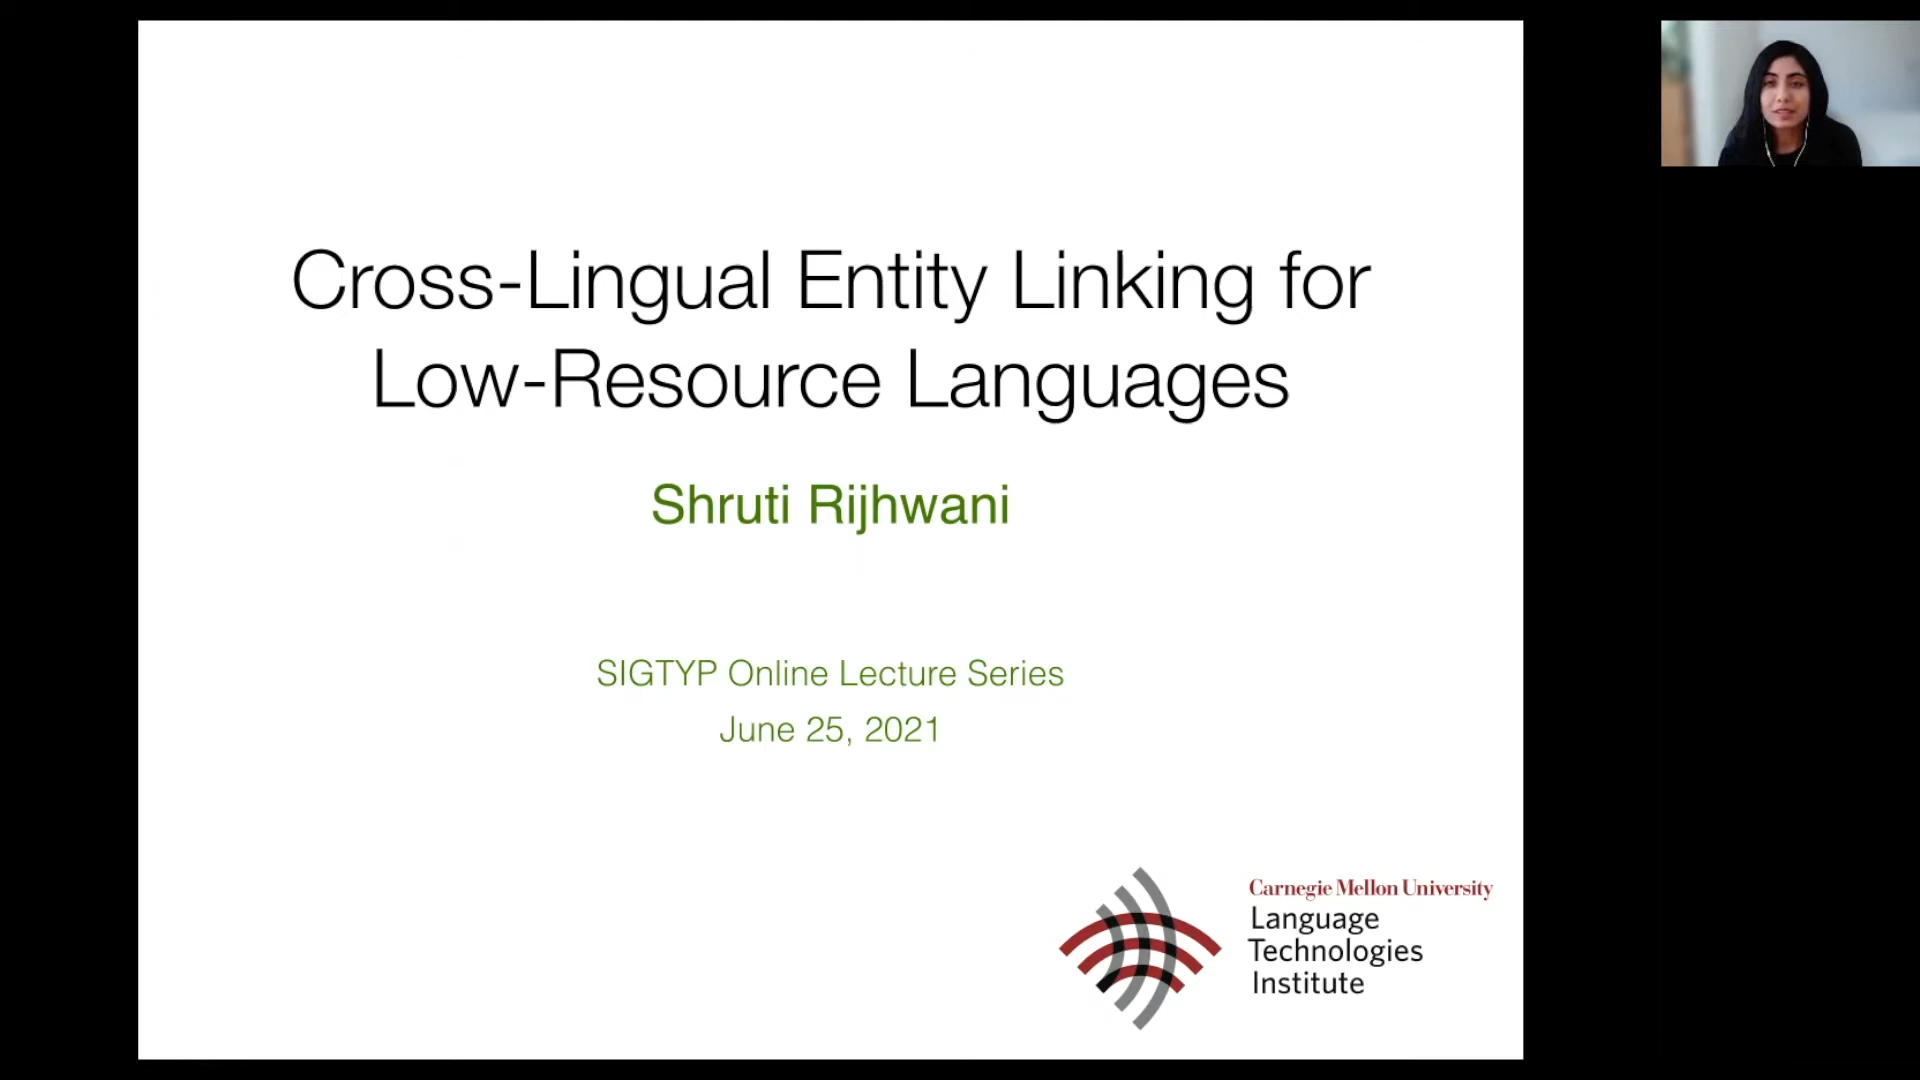 Cross-Lingual Entity Linking for
Low-Resource Languages
Shruti Rijhwani
SIGTYP Online Lecture Series
June 25, 2021
Carnegie Mellon University
Language
Technologies
Institute